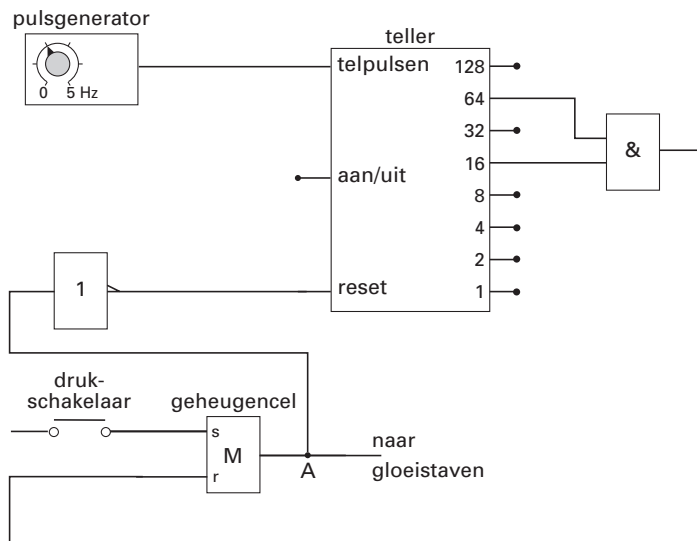 pulsgenerator
0 5 Hz
teller
telpulsen
aan/uit
reset
128
64
32
16
8
4
2
1
&
1
druk-
schakelaar
geheugencel
s
M
r
A
naar
gloeistaven